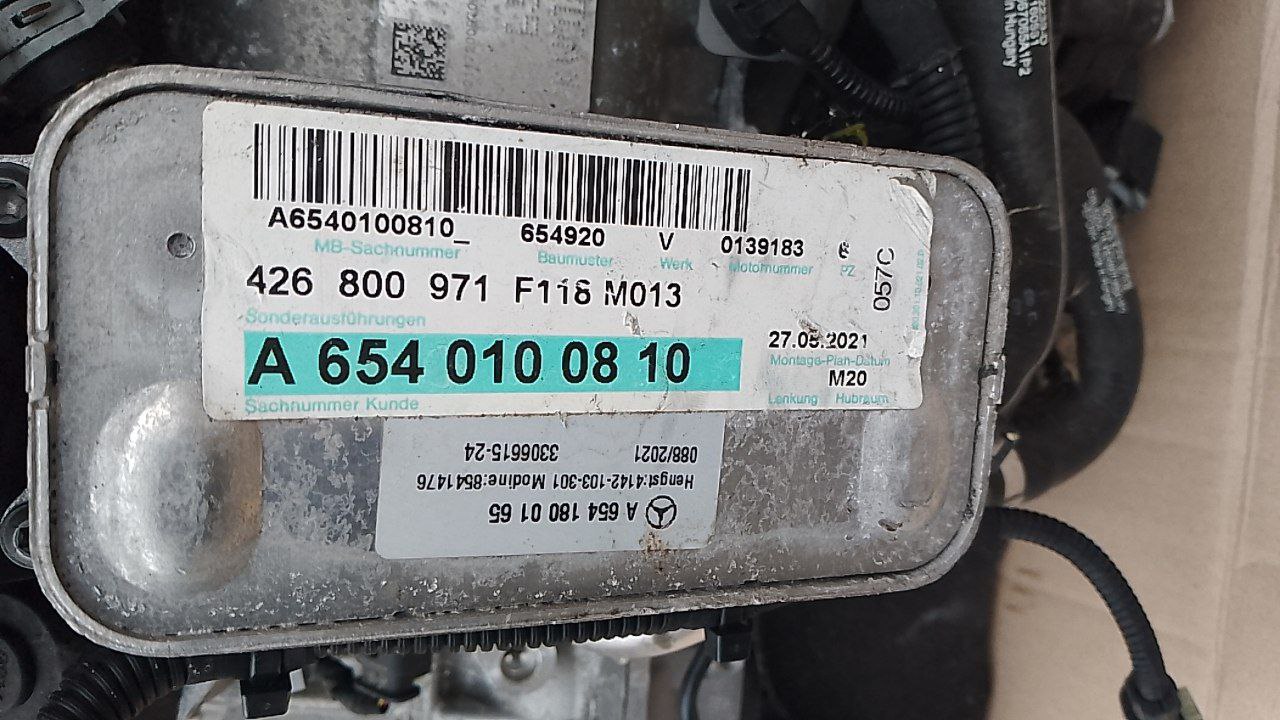 A6540100810_ 654920 V 0139183
MB-Sachnummer Baumuster Werk Motornummer PZ
426 800 971 F118 M013
057C
Sonderausführungen
A 654 010 08 10
27.05.2021
Montage-Plan-Datum
M20
Sachnummer Kunde
Lenkung Hubraum
A 654 180 01 65
Hengst:4142-103-301 Modine:8541476
088/2021 3306615-24
n Hungary